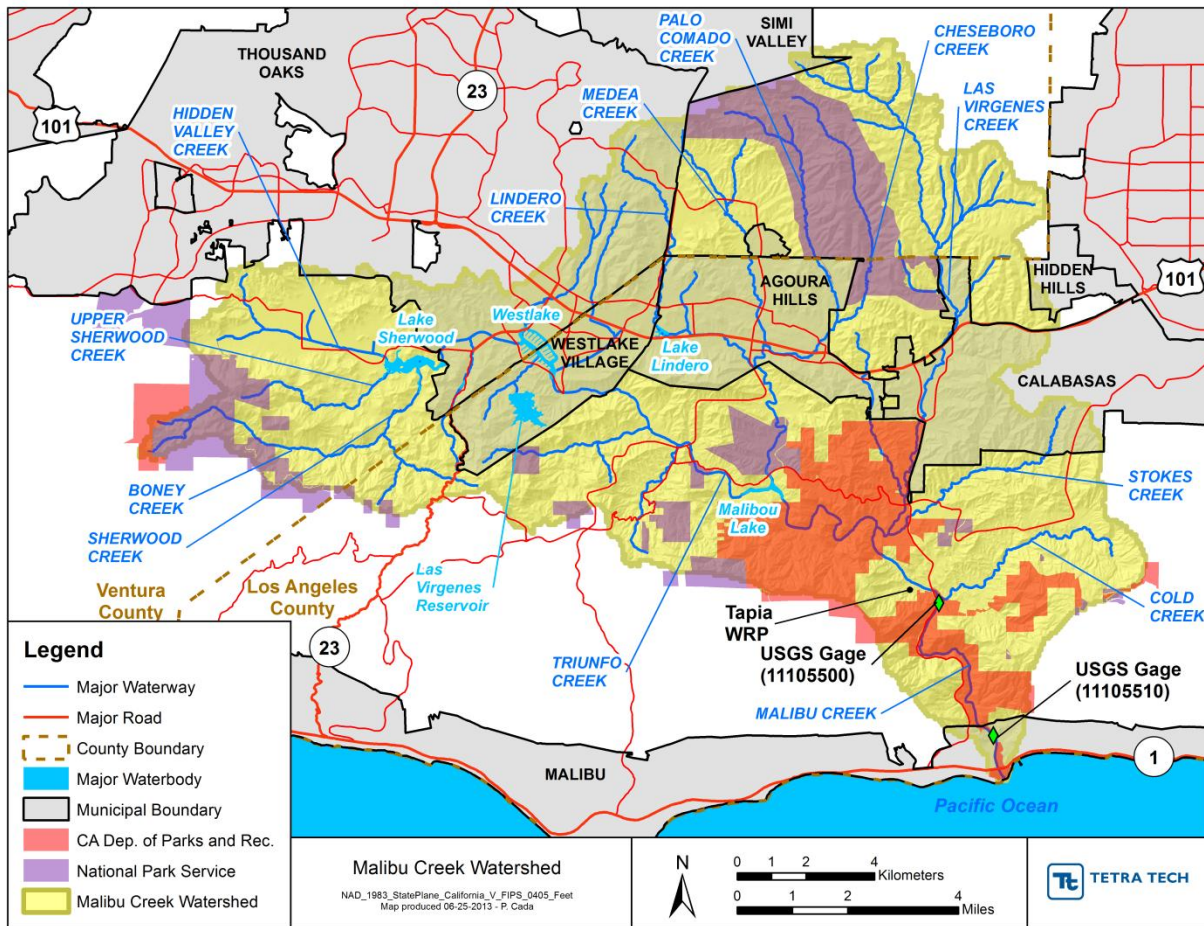 THOUSAND
OAKS
SIMI
VALLEY
PALO
COMADO
CREEK
CHESEBORO
CREEK
LAS
VIRGENES
CREEK
MEDEA
CREEK
HIDDEN
VALLEY
CREEK
LINDERO
CREEK
101
23
101
HIDDEN
HILLS
AGOURA
HILLS
UPPER
SHERWOOD
CREEK
Lake
Sherwood
Westlake
WESTLAKE
VILLAGE
Lake
Lindero
CALABASAS
BONEY
CREEK
SHERWOOD
CREEK
Las
Virgenes
Reservoir
Malibou
Lake
STOKES
CREEK
COLD
CREEK
Ventura
County
Los Angeles
County
Tapia
WRP
USGS Gage
(11105500)
USGS Gage
(11105510)
TRIUNFO
CREEK
MALIBU CREEK
23
MALIBU
1
Pacific Ocean
Legend
Major Waterway
Major Road
County Boundary
Major Waterbody
Municipal Boundary
CA Dep. of Parks and Rec.
National Park Service
Malibu Creek Watershed
Malibu Creek Watershed
NAD_1983_StatePlane_California_V_FIPS_0405_Feet
Map produced 06-25-2013 - P. Cada
N
0 1 2 4
Kilometers
0 1 2 4
Miles
Tt TETRA TECH